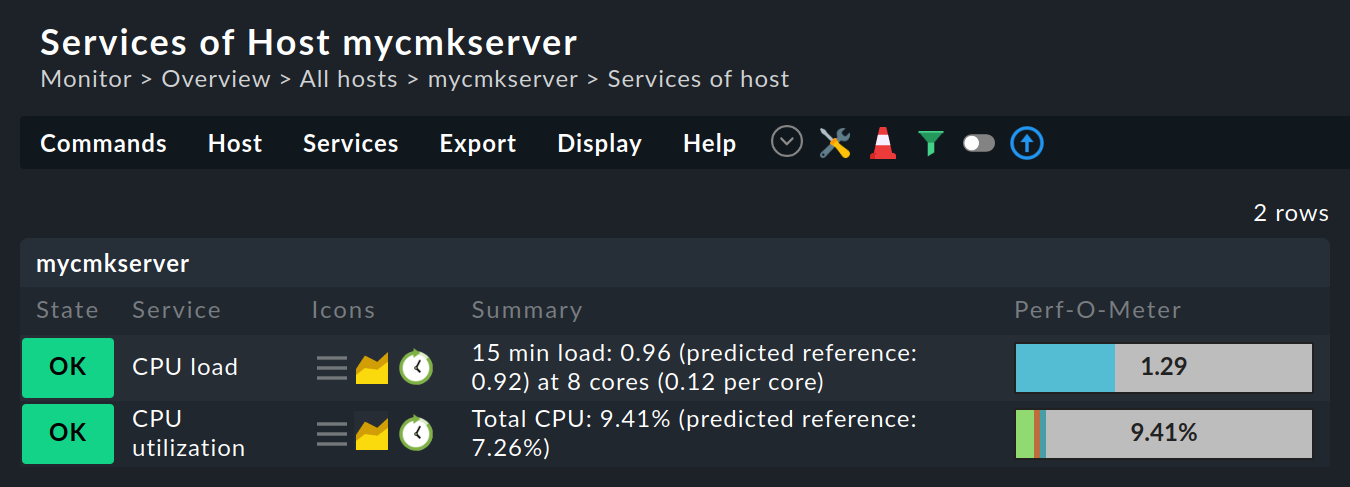 Services of Host mycmkserver
Monitor > Overview > All hosts > mycmkserver > Services of host
Commands Host Services Export Display Help
2 rows
mycmkserver
State Service Icons Summary Perf-O-Meter
OK CPU load 15 min load: 0.96 (predicted reference: 1.29
0.92) at 8 cores (0.12 per core)
OK CPU Total CPU: 9.41% (predicted reference: 9.41%
utilization 7.26%)